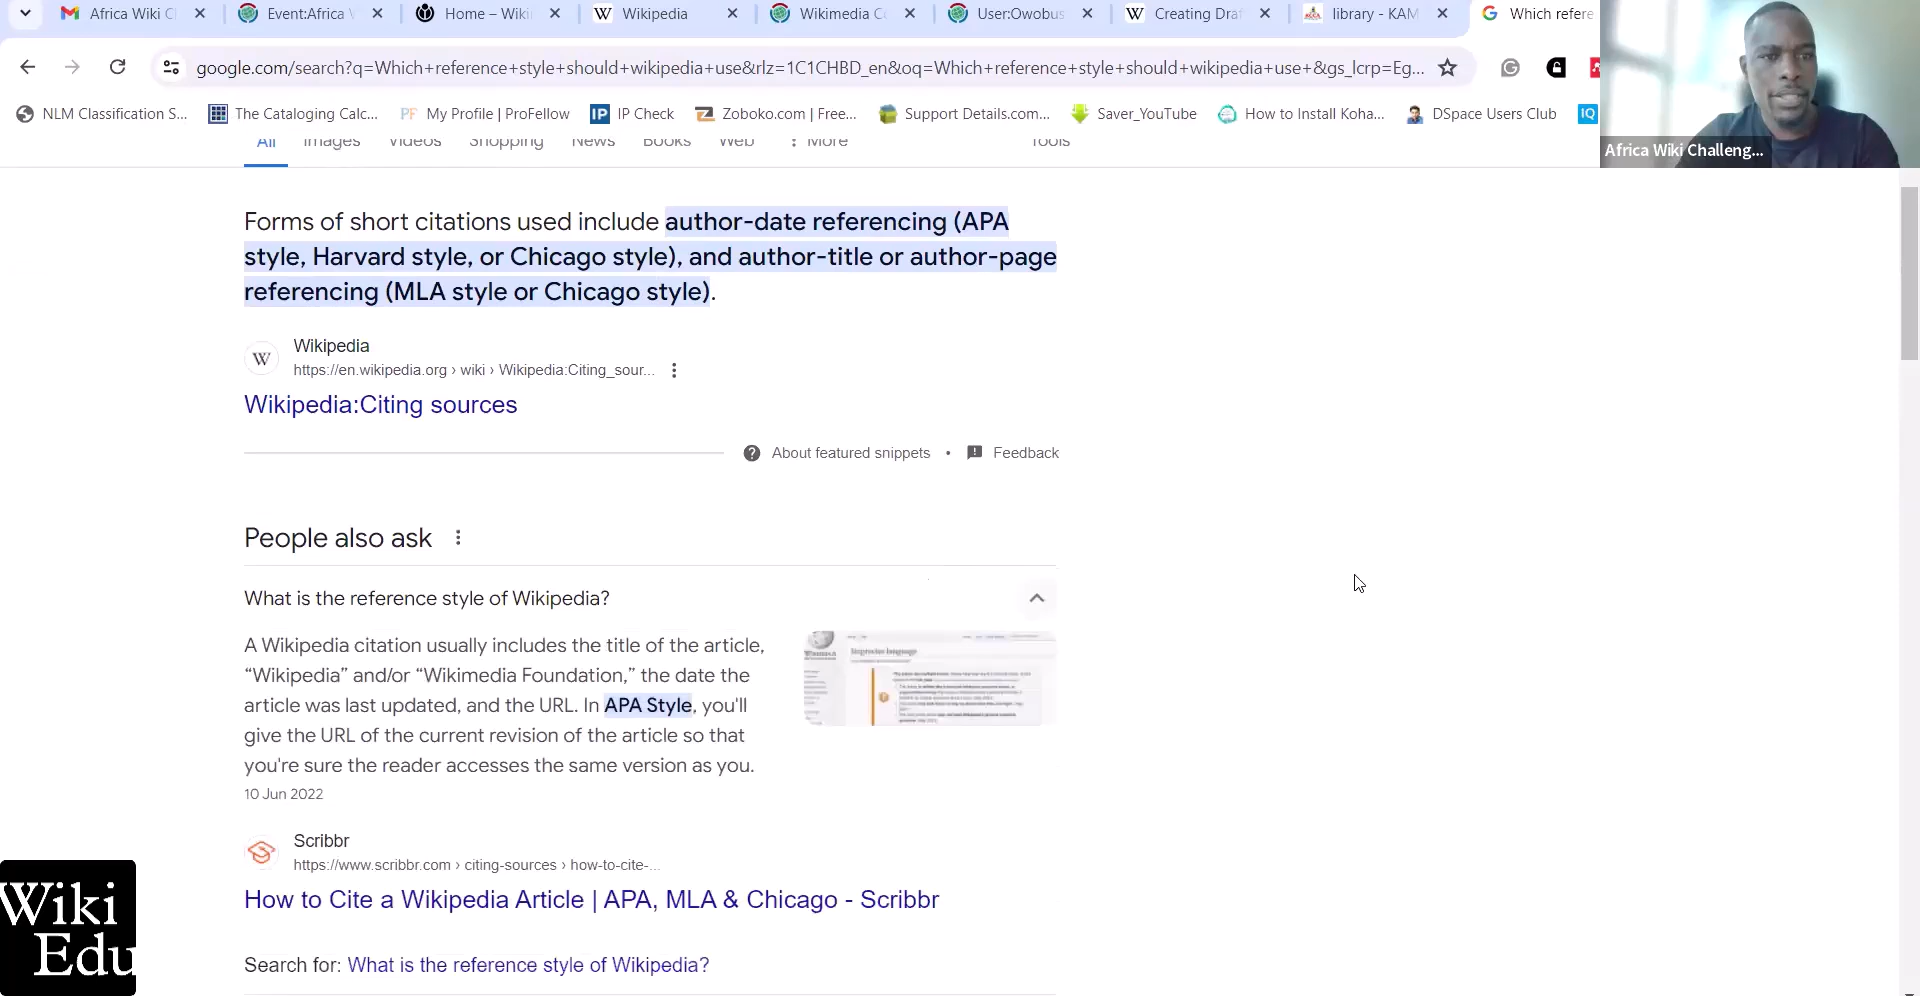 Africa Wiki C
Event:Africa
Home – Wiki
Wikipedia
Wikimedia C
User:Owobus
Creating Dra
library - KAM
Which refere
google.com/search?q=Which+reference+style+should+wikipedia+use&rlz=1C1CHBD_en&oq=Which+reference+style+should+wikipedia+use+&gs_lcrp=Eg...
NLM Classification S...
The Cataloging Calc...
PF My Profile | ProFellow
IP IP Check
Zoboko.com | Free...
Support Details.com...
Saver_YouTube
How to Install Koha...
DSpace Users Club
IQ
Africa Wiki Challeng...
All Images Videos Shopping News Books Web More Tools
Forms of short citations used include author-date referencing (APA
style, Harvard style, or Chicago style), and author-title or author-page
referencing (MLA style or Chicago style).
W
Wikipedia
https://en.wikipedia.org › wiki › Wikipedia:Citing_sour...
Wikipedia:Citing sources
About featured snippets • Feedback
People also ask
What is the reference style of Wikipedia?
A Wikipedia citation usually includes the title of the article,
“Wikipedia” and/or “Wikimedia Foundation,” the date the
article was last updated, and the URL. In APA Style, you'll
give the URL of the current revision of the article so that
you're sure the reader accesses the same version as you.
10 Jun 2022
Scribbr
https://www.scribbr.com › citing-sources › how-to-cite-...
How to Cite a Wikipedia Article | APA, MLA & Chicago - Scribbr
Search for: What is the reference style of Wikipedia?
Wiki
Edu